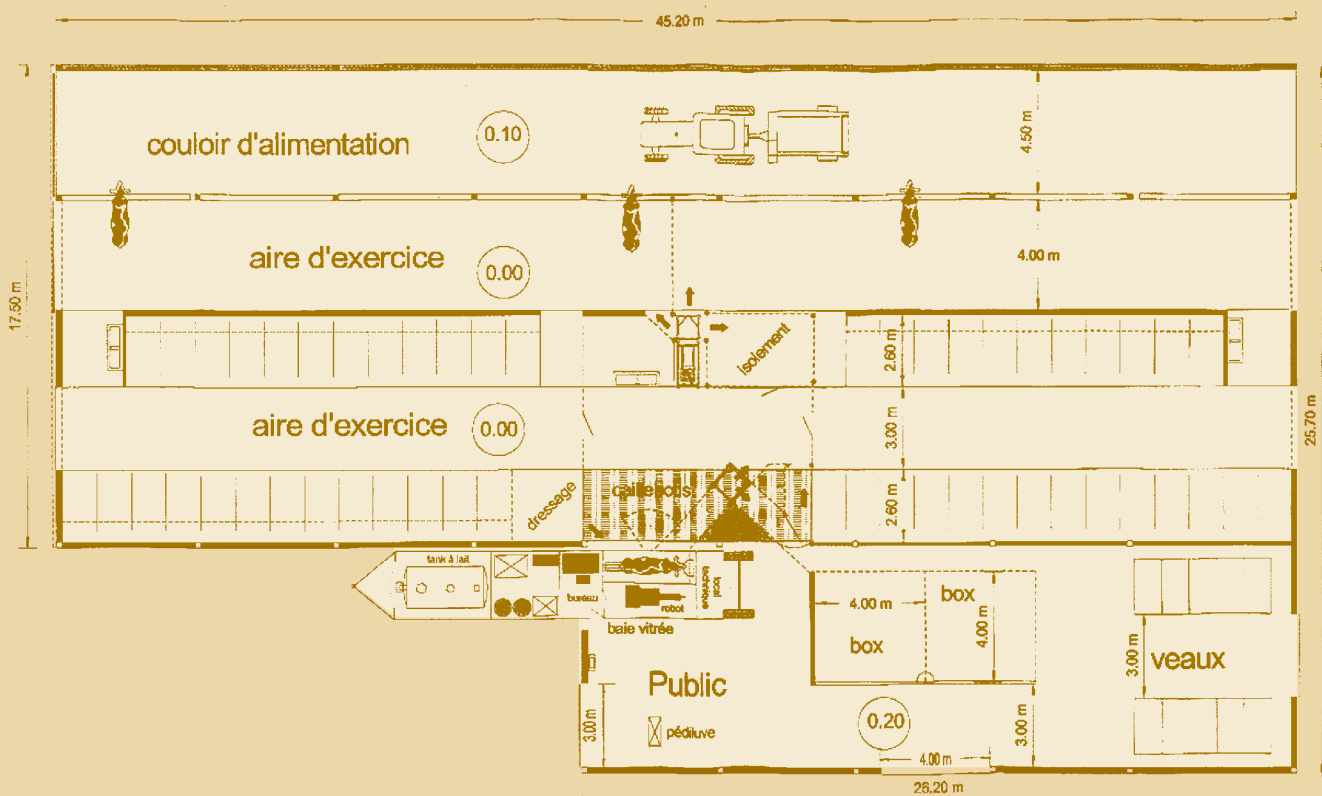 45.20 m
couloir d'alimentation
0.10
4.50 m
aire d'exercice
0.00
4.00 m
17.50 m
isolement
2.60 m
aire d'exercice
0.00
3.00 m
25.70 m
dressage
caillebotis
2.60 m
tank à lait
bureau
robot
local
technique
baie vitrée
4.00 m
box
box
4.00 m
3.00 m
veaux
Public
3.00 m
pédiluve
0.20
3.00 m
4.00 m
26.20 m